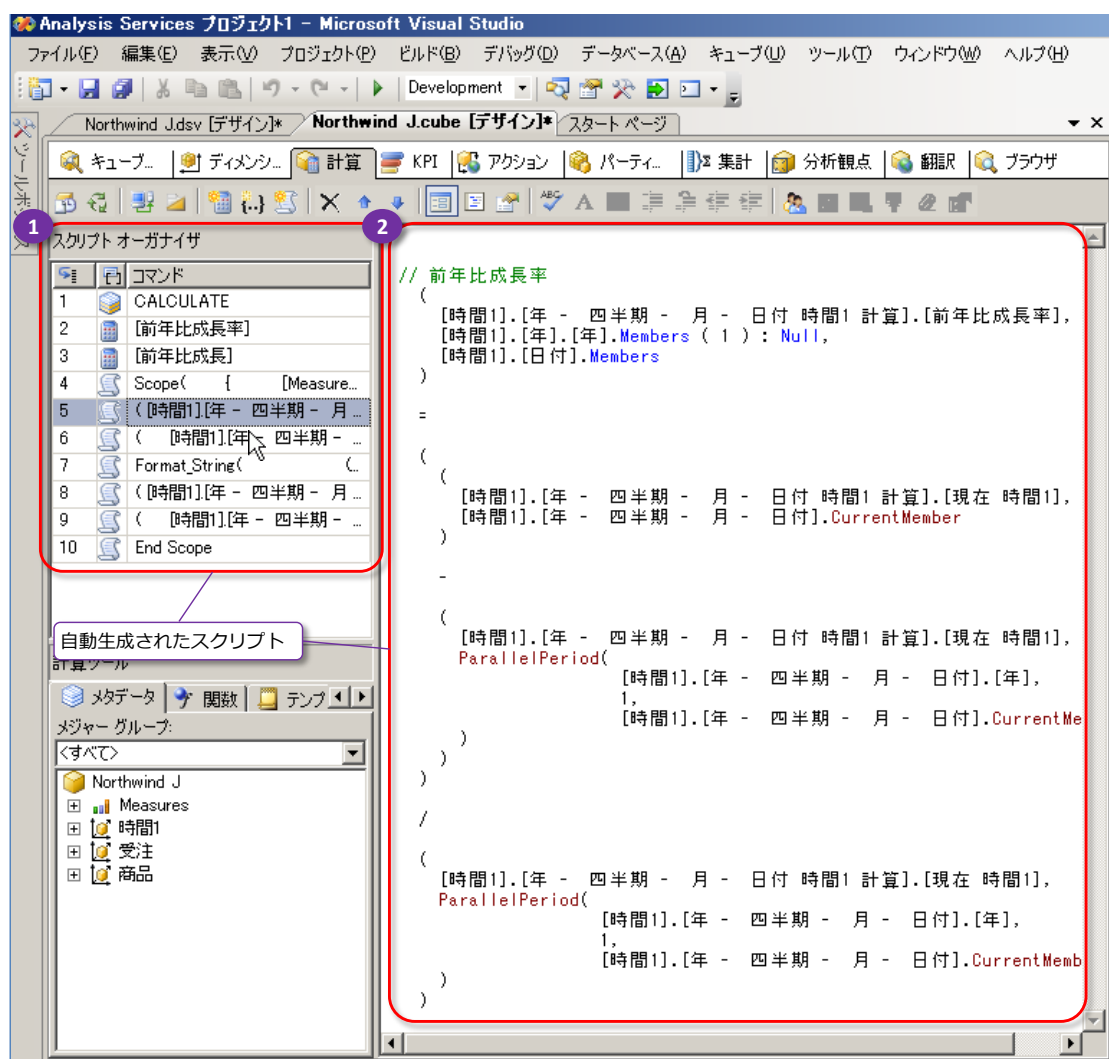 Analysis Services プロジェクト1 - Microsoft Visual Studio
ファイル(F) 編集(E) 表示(V) プロジェクト(P) ビルド(B) デバッグ(D) データベース(A) キューブ(U) ツール(T) ウィンドウ(W) ヘルプ(H)
Development
Northwind J.dsv [デザイン]* Northwind J.cube [デザイン]* スタート ページ
キューブ... ディメンシ... 計算 KPI アクション パーティ... 集計 分析観点 翻訳 ブラウザ
1
スクリプト オーガナイザ
コマンド
1 CALCULATE
2 [前年比成長率]
3 [前年比成長]
4 Scope( { [Measure...
5 ( [時間1].[年 - 四半期 - 月 ...
6 ( [時間1].[年 - 四半期 - ...
7 Format_String( (...
8 ( [時間1].[年 - 四半期 - 月 ...
9 ( [時間1].[年 - 四半期 - ...
10 End Scope
自動生成されたスクリプト
計算ツール
メタデータ 関数 テンプ
メジャー グループ:
<すべて>
Northwind J
Measures
時間1
受注
商品
2
// 前年比成長率
(
[時間1].[年 - 四半期 - 月 - 日付 時間1 計算].[前年比成長率],
[時間1].[年].[年].Members ( 1 ) : Null,
[時間1].[日付].Members
)
=
(
(
[時間1].[年 - 四半期 - 月 - 日付 時間1 計算].[現在 時間1],
[時間1].[年 - 四半期 - 月 - 日付].CurrentMember
)
-
(
[時間1].[年 - 四半期 - 月 - 日付 時間1 計算].[現在 時間1],
ParallelPeriod(
[時間1].[年 - 四半期 - 月 - 日付].[年],
1,
[時間1].[年 - 四半期 - 月 - 日付].CurrentMe
)
)
)
/
(
[時間1].[年 - 四半期 - 月 - 日付 時間1 計算].[現在 時間1],
ParallelPeriod(
[時間1].[年 - 四半期 - 月 - 日付].[年],
1,
[時間1].[年 - 四半期 - 月 - 日付].CurrentMemb
)
)